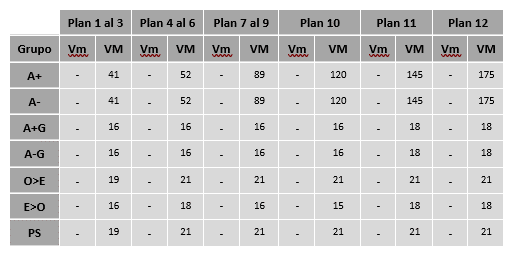 Plan 1 al 3 Plan 4 al 6 Plan 7 al 9 Plan 10 Plan 11 Plan 12
Grupo Vm VM Vm VM Vm VM Vm VM Vm VM Vm VM
A+ - 41 - 52 - 89 - 120 - 145 - 175
A- - 41 - 52 - 89 - 120 - 145 - 175
A+G - 16 - 16 - 16 - 16 - 18 - 18
A-G - 16 - 16 - 16 - 16 - 18 - 18
O>E - 19 - 21 - 21 - 21 - 21 - 21
E>O - 16 - 18 - 16 - 15 - 18 - 18
PS - 19 - 21 - 21 - 21 - 21 - 21